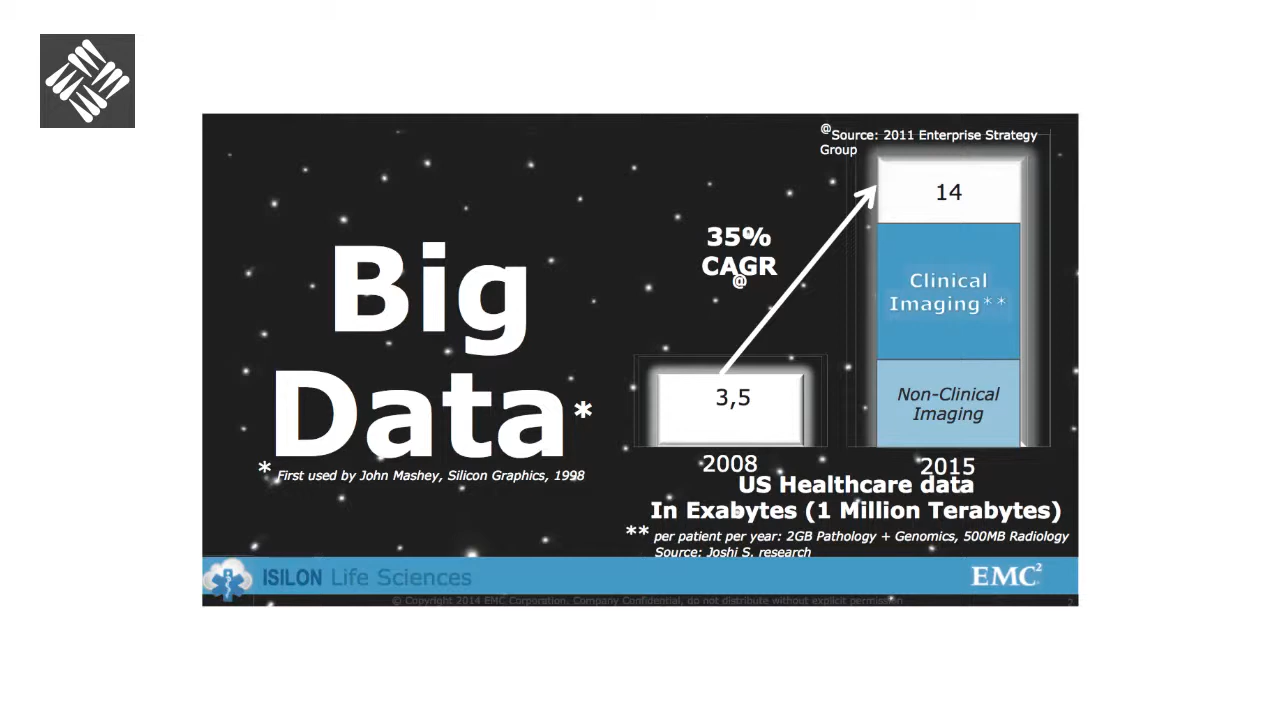 @Source: 2011 Enterprise Strategy
Group
14
35%
CAGR
@
Clinical
Imaging**
Big
Data*
* First used by John Mashey, Silicon Graphics, 1998
3,5
Non-Clinical
Imaging
2008
2015
US Healthcare data
In Exabytes (1 Million Terabytes)
** per patient per year: 2GB Pathology + Genomics, 500MB Radiology
Source: Joshi S. research
ISILON Life Sciences
EMC²
© Copyright 2014 EMC Corporation. Company Confidential, do not distribute without explicit permission
2